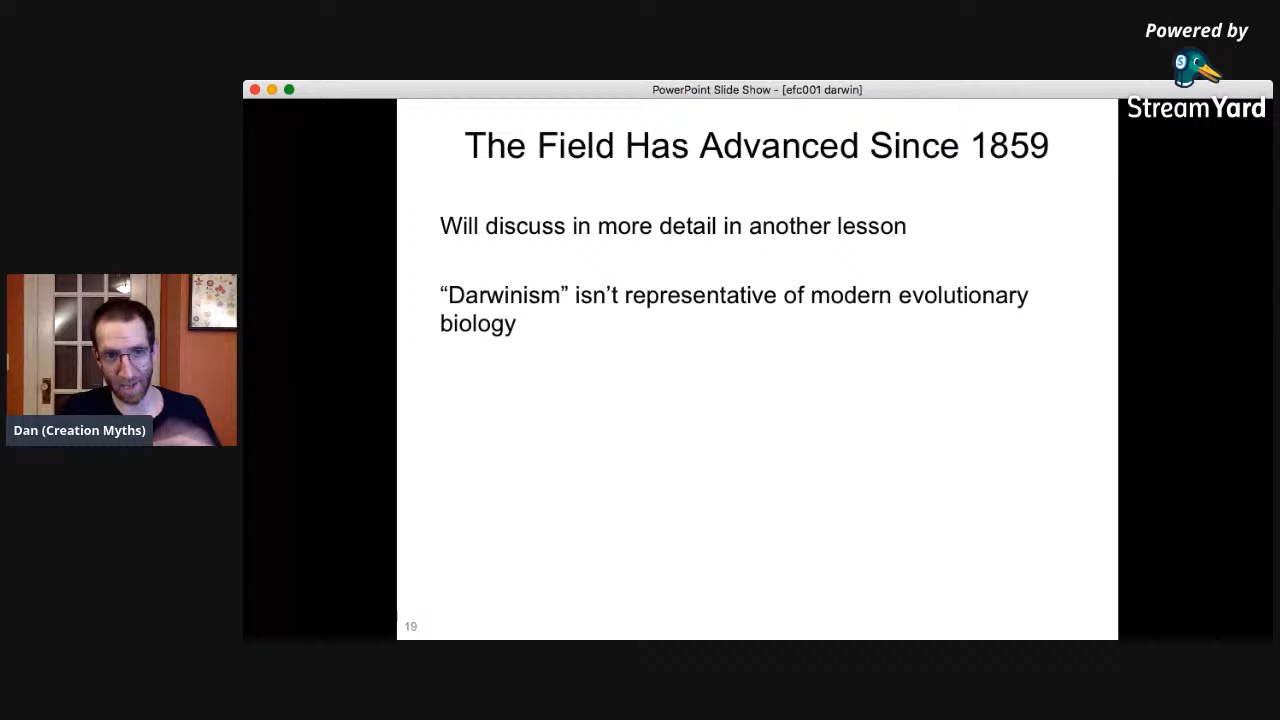 Powered by
StreamYard
PowerPoint Slide Show - [efc001 darwin]
The Field Has Advanced Since 1859
Will discuss in more detail in another lesson
“Darwinism” isn’t representative of modern evolutionary
biology
Dan (Creation Myths)
19